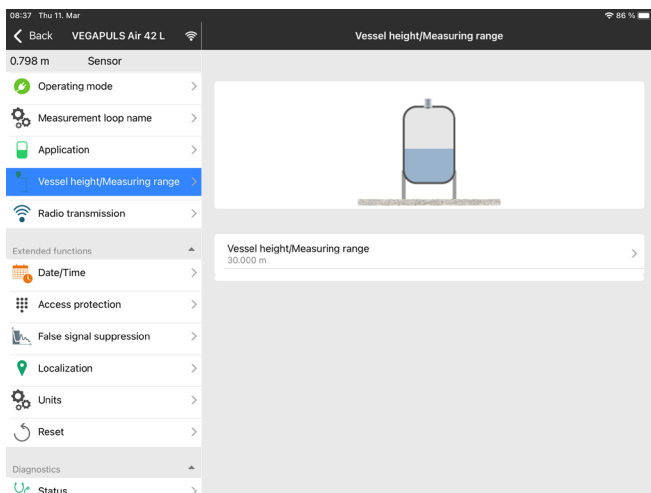 08:37 Thu 11. Mar
86 %
Back VEGAPULS Air 42 L
Vessel height/Measuring range
0.798 m Sensor
Operating mode
Measurement loop name
Application
Vessel height/Measuring range
Radio transmission
Extended functions
Date/Time
Access protection
False signal suppression
Localization
Units
Reset
Diagnostics
Status
Vessel height/Measuring range
30.000 m